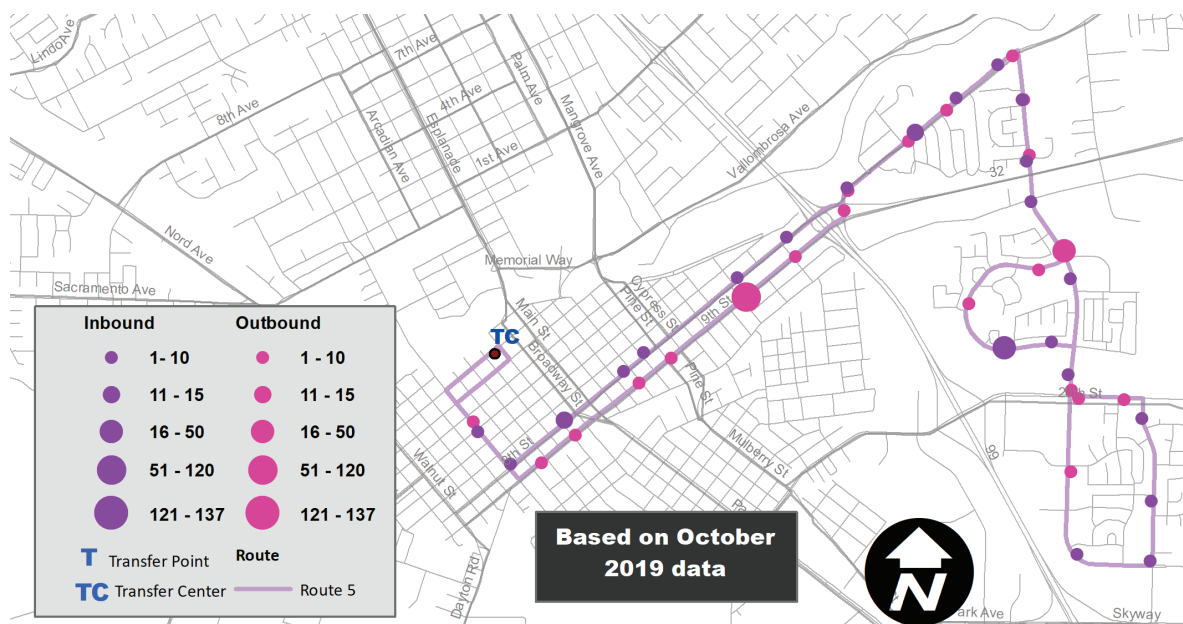 Lindo Ave
7th Ave
Palm Ave
8th Ave
4th Ave
Mangrove Ave
Arcadian Ave
Esplanade
1st Ave
Vallombrosa Ave
32
Nord Ave
Memorial Way
Sacramento Ave
Cypress St
Pine St
Main St
9th St
TC
Broadway St
Pine St
8th St
Walnut St
Mulberry St
99
Dayton Rd
Skyway
Inbound Outbound
1- 10 1 - 10
11 - 15 11 - 15
16 - 50 16 - 50
51 - 120 51 - 120
121 - 137 121 - 137
T Transfer Point Route
TC Transfer Center Route 5
Based on October
2019 data
N